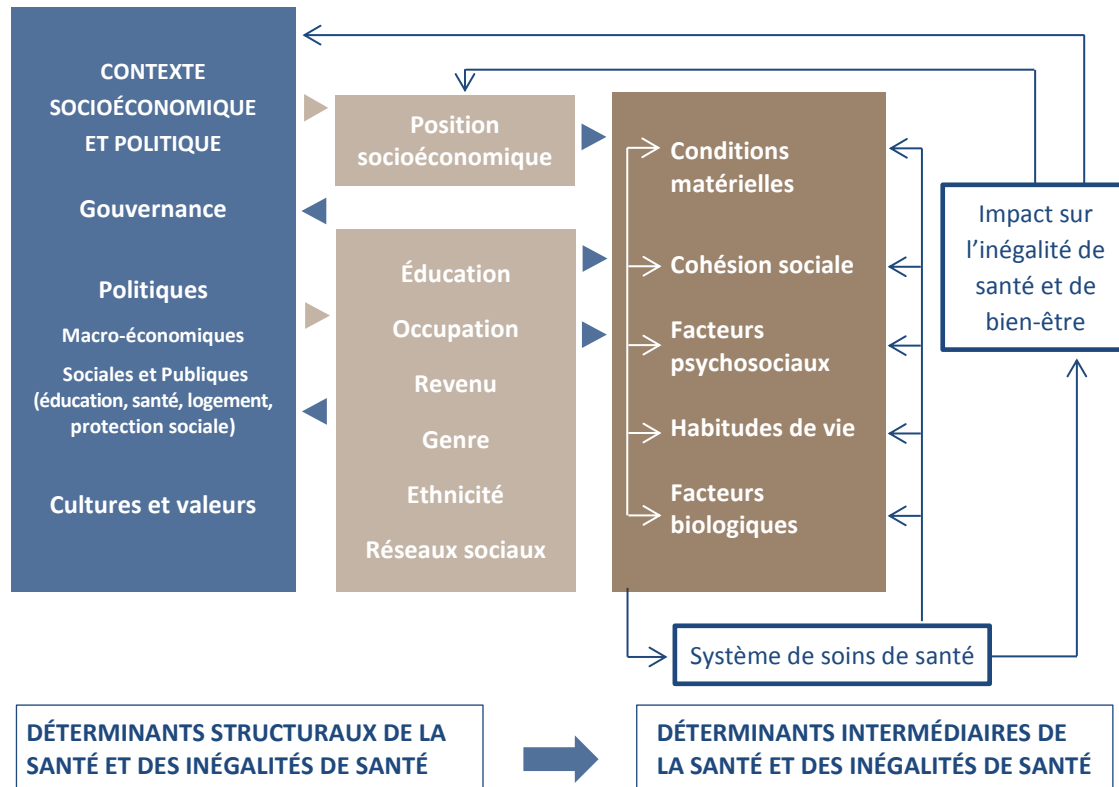 CONTEXTE
SOCIOÉCONOMIQUE
ET POLITIQUE
Gouvernance
Politiques
Macro-économiques
Sociales et Publiques
(éducation, santé, logement,
protection sociale)
Cultures et valeurs
Position
socioéconomique
Éducation
Occupation
Revenu
Genre
Ethnicité
Réseaux sociaux
Conditions
matérielles
Cohésion sociale
Facteurs
psychosociaux
Habitudes de vie
Facteurs
biologiques
Impact sur
l’inégalité de
santé et de
bien-être
Système de soins de santé
DÉTERMINANTS STRUCTURAUX DE LA
SANTÉ ET DES INÉGALITÉS DE SANTÉ
DÉTERMINANTS INTERMÉDIAIRES DE
LA SANTÉ ET DES INÉGALITÉS DE SANTÉ